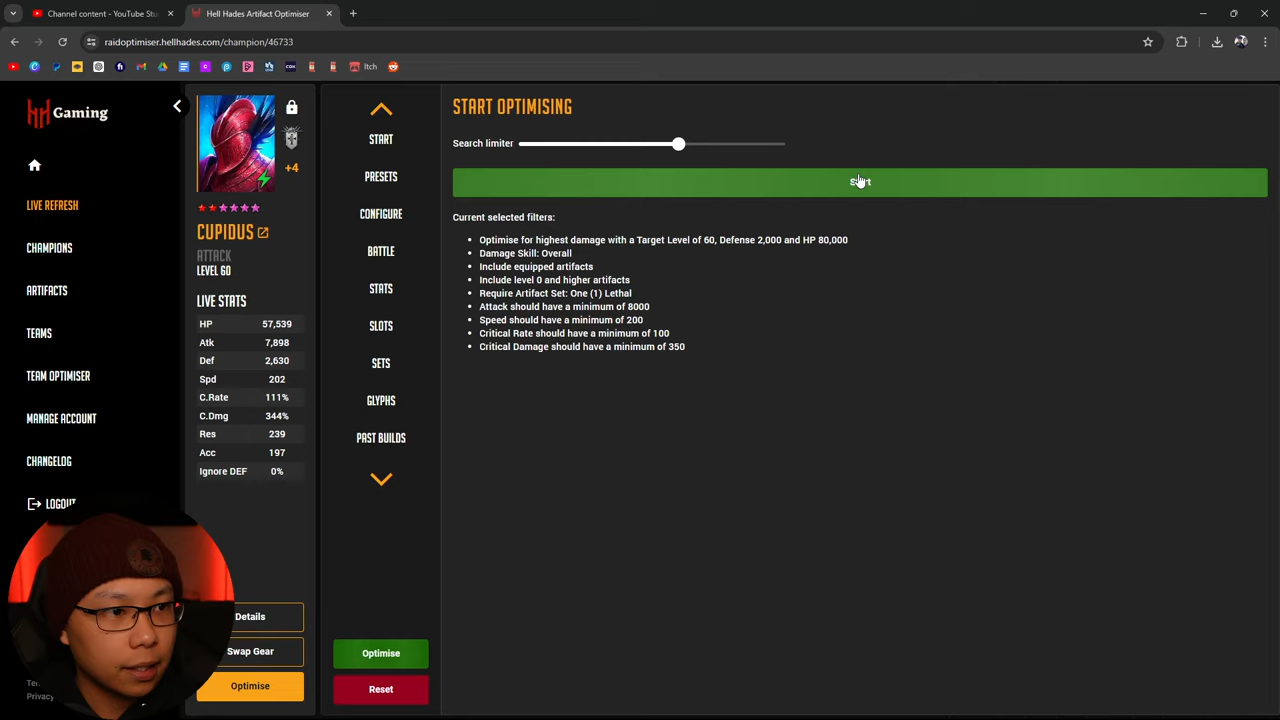 Channel content - YouTube Stu
Hell Hades Artifact Optimiser
raidoptimiser.hellhades.com/champion/46733
Itch
Gaming
LIVE REFRESH
CHAMPIONS
ARTIFACTS
TEAMS
TEAM OPTIMISER
MANAGE ACCOUNT
CHANGELOG
LOGOUT
Privacy
+4
CUPIDUS
ATTACK
LEVEL 60
LIVE STATS
HP 57,539
Atk 7,898
Def 2,630
Spd 202
C.Rate 111%
C.Dmg 344%
Res 239
Acc 197
Ignore DEF 0%
Details
Swap Gear
Optimise
START
PRESETS
CONFIGURE
BATTLE
STATS
SLOTS
SETS
GLYPHS
PAST BUILDS
Optimise
Reset
START OPTIMISING
Search limiter
Start
Current selected filters:
• Optimise for highest damage with a Target Level of 60, Defense 2,000 and HP 80,000
• Damage Skill: Overall
• Include equipped artifacts
• Include level 0 and higher artifacts
• Require Artifact Set: One (1) Lethal
• Attack should have a minimum of 8000
• Speed should have a minimum of 200
• Critical Rate should have a minimum of 100
• Critical Damage should have a minimum of 350